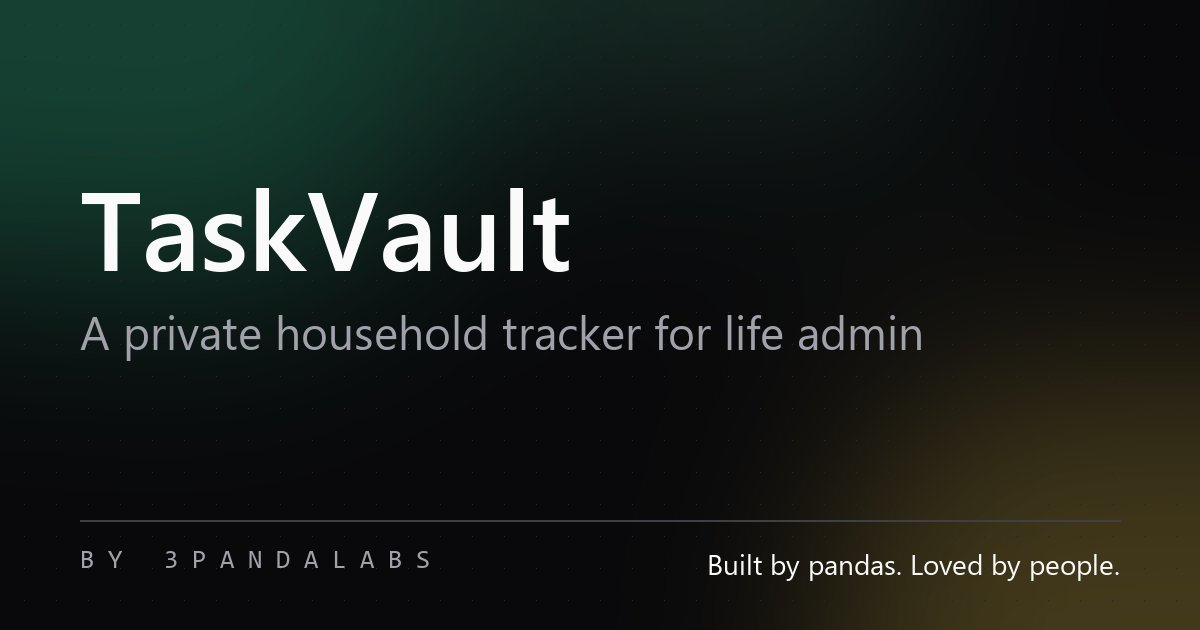 TaskVault
A private household tracker for life admin
BY 3PANDALABS
Built by pandas. Loved by people.